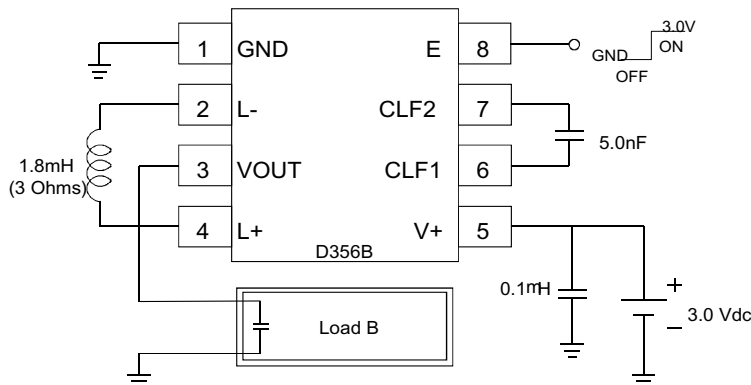 1 GND
2 L-
3 VOUT
4 L+
E 8
CLF2 7
CLF1 6
V+ 5
D356B
1.8mH
(3 Ohms)
GND
3.0V
ON
OFF
5.0nF
0.1mH
3.0 Vdc
+
−
Load B